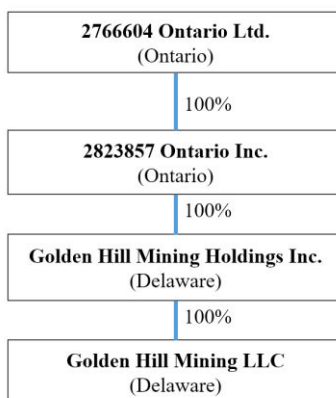 2766604 Ontario Ltd.
(Ontario)
100%
2823857 Ontario Inc.
(Ontario)
100%
Golden Hill Mining Holdings Inc.
(Delaware)
100%
Golden Hill Mining LLC
(Delaware)